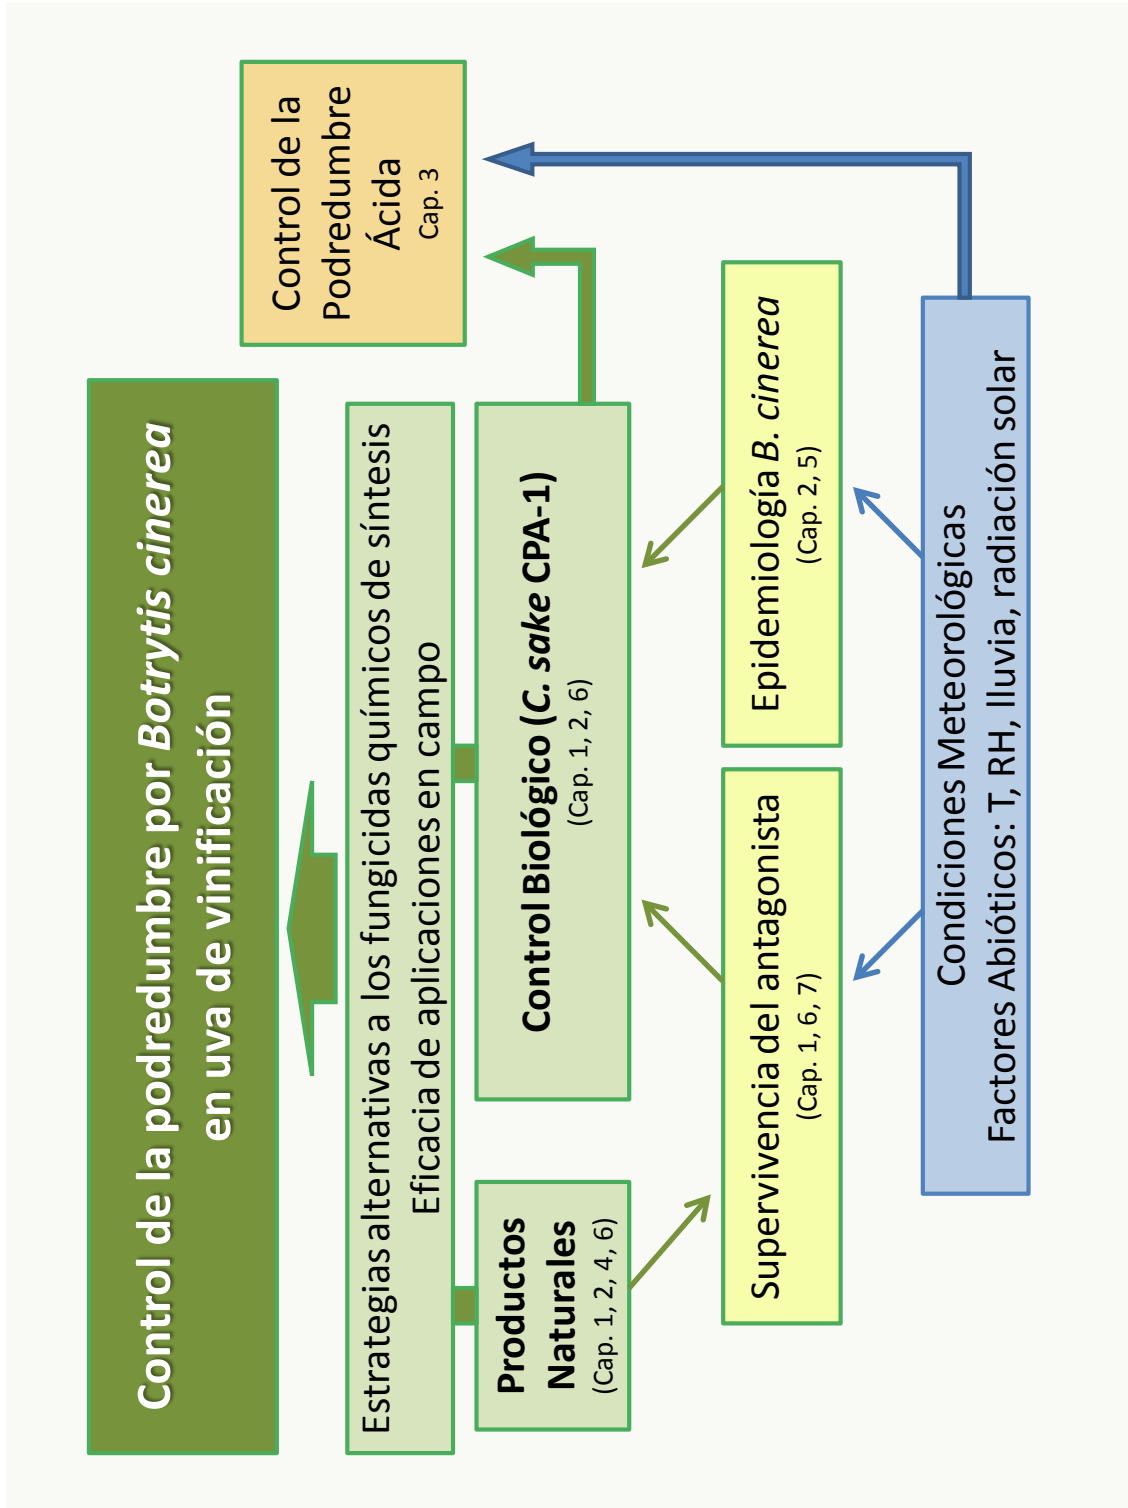 Control de la podredumbre por Botrytis cinerea
en uva de vinificación
Control de la
Podredumbre
Ácida
Cap. 3
Estrategias alternativas a los fungicidas químicos de síntesis
Eficacia de aplicaciones en campo
Productos
Naturales
(Cap. 1, 2, 4, 6)
Control Biológico (C. sake CPA-1)
(Cap. 1, 2, 6)
Supervivencia del antagonista
(Cap. 1, 6, 7)
Epidemiología B. cinerea
(Cap. 2, 5)
Condiciones Meteorológicas
Factores Abióticos: T, RH, lluvia, radiación solar